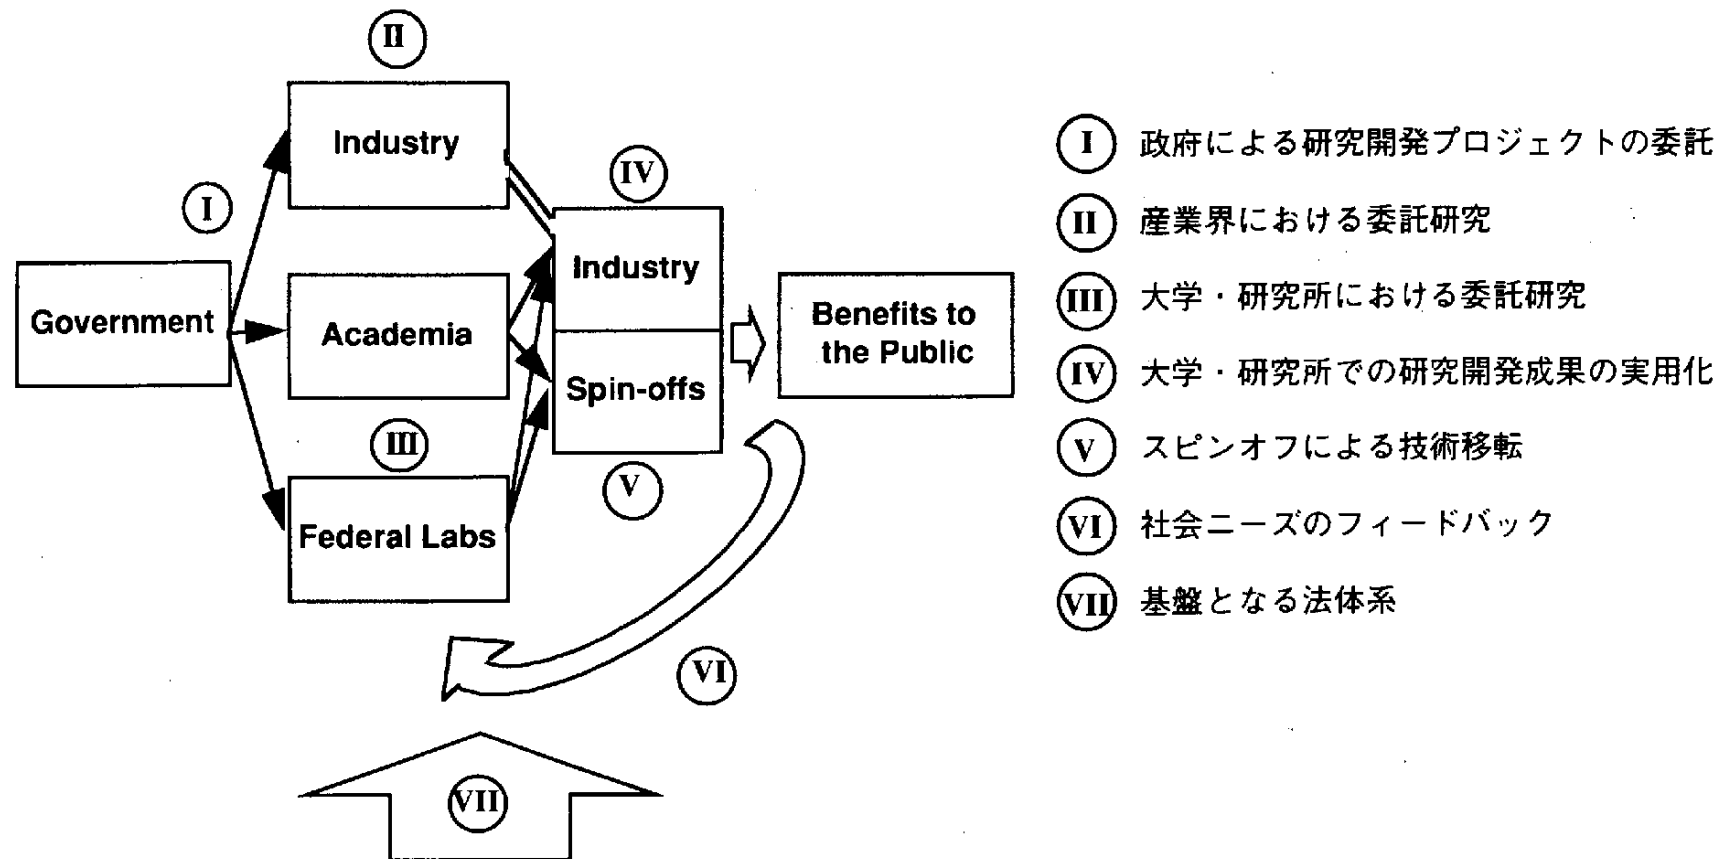 II
Industry
I
IV
Industry
Government
Academia
Spin-offs
Benefits to
the Public
III
V
Federal Labs
VI
VII
I 政府による研究開発プロジェクトの委託
II 産業界における委託研究
III 大学・研究所における委託研究
IV 大学・研究所での研究開発成果の実用化
V スピンオフによる技術移転
VI 社会ニーズのフィードバック
VII 基盤となる法体系